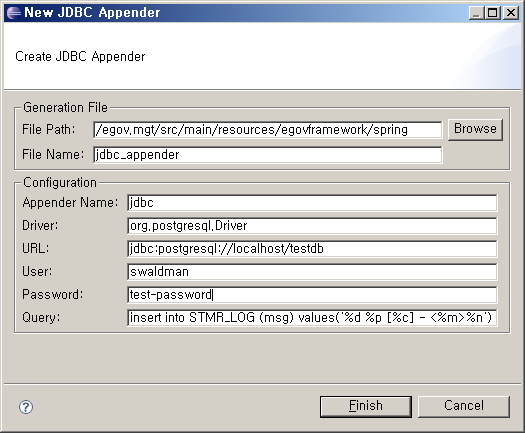 New JDBC Appender
Create JDBC Appender
Generation File
File Path: /egov.mgt/src/main/resources/egovframework/spring Browse
File Name: jdbc_appender
Configuration
Appender Name: jdbc
Driver: org.postgresql.Driver
URL: jdbc:postgresql://localhost/testdb
User: swaldman
Password: test-password
Query: insert into STMR_LOG (msg) values('%d %p [%c] - <%m>%n')
? Finish Cancel